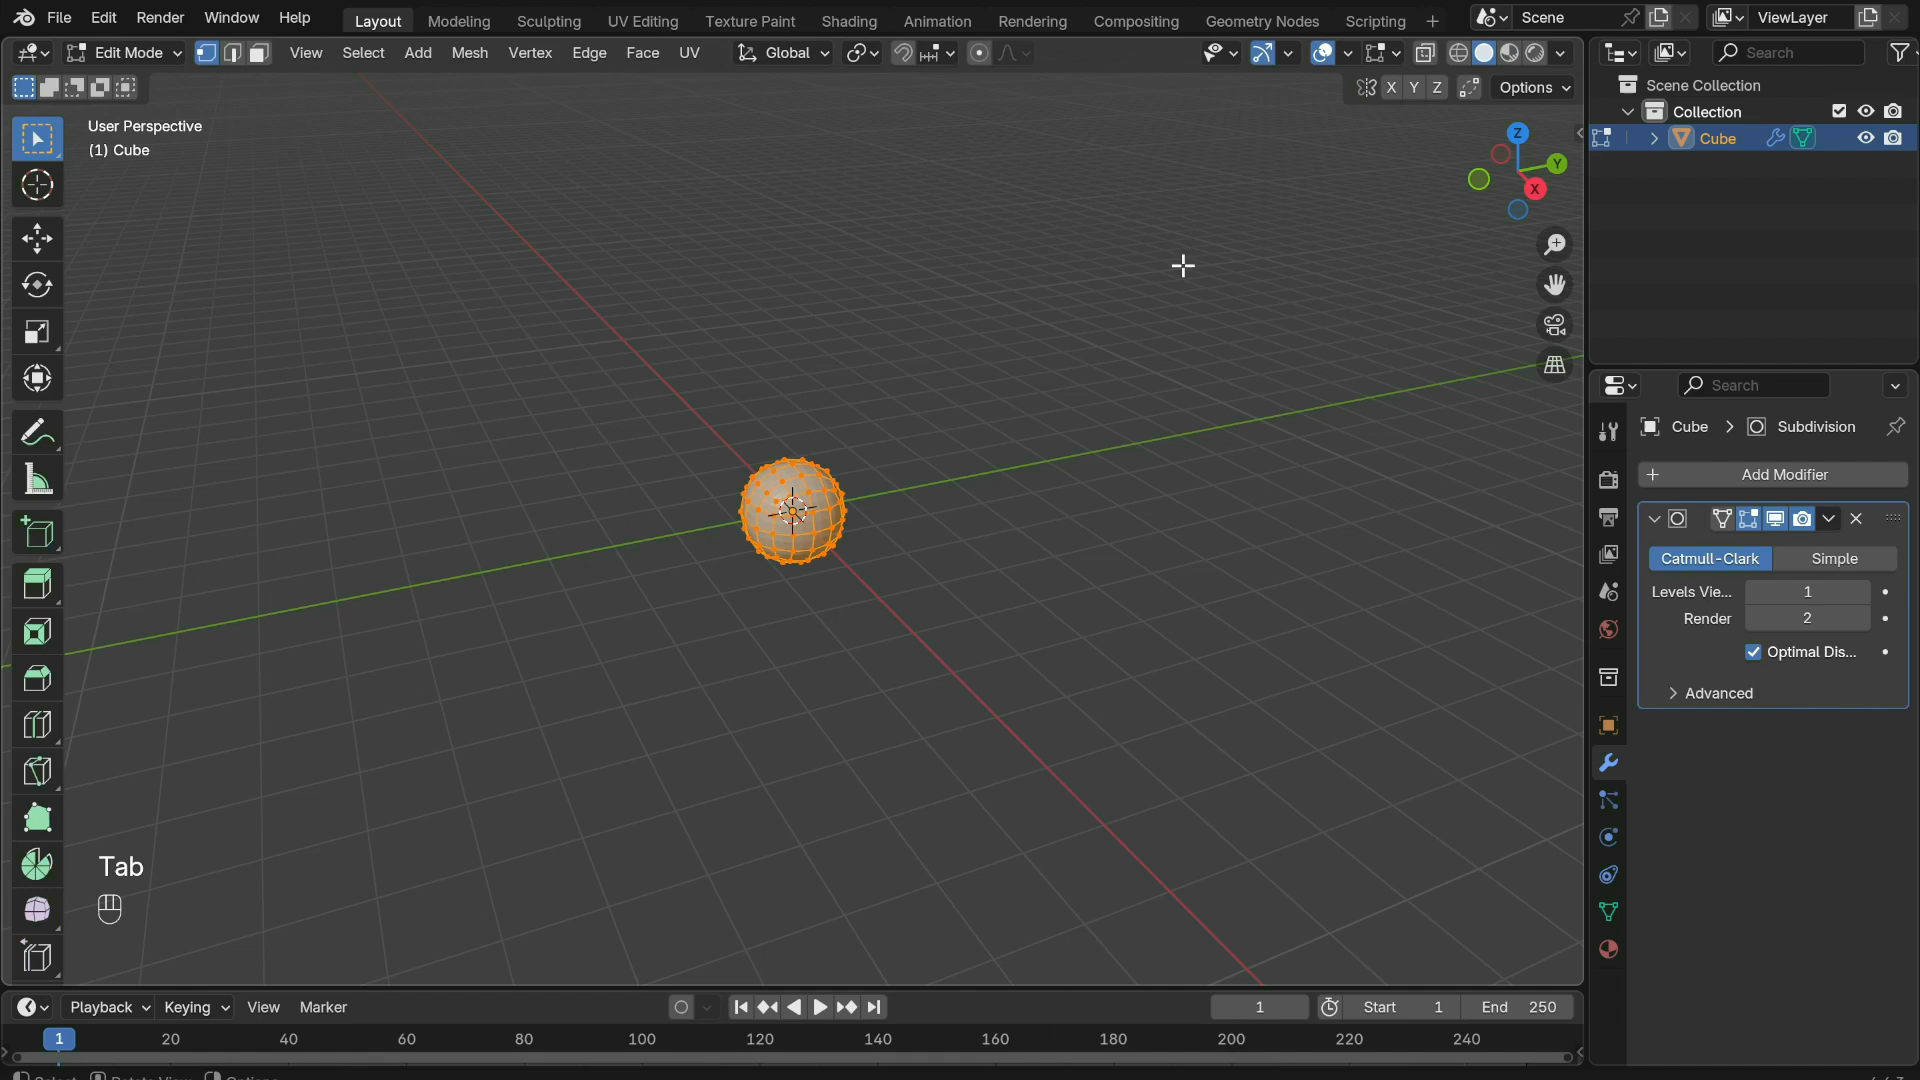 File Edit Render Window Help Layout Modeling Sculpting UV Editing Texture Paint Shading Animation Rendering Compositing Geometry Nodes Scripting Scene ViewLayer
Edit Mode View Select Add Mesh Vertex Edge Face UV Global Search
X Y Z Options
Scene Collection
Collection
Cube
User Perspective
(1) Cube
Z
Y
X
Search
Cube Subdivision
Add Modifier
Catmull-Clark Simple
Levels Vie... 1
Render 2
Optimal Dis...
Advanced
Tab
Playback Keying View Marker 1 Start 1 End 250
1 20 40 60 80 100 120 140 160 180 200 220 240